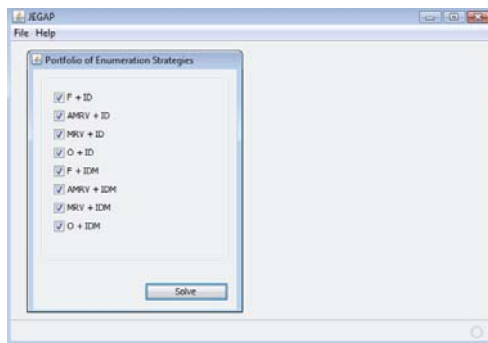 JEGAP
File Help
Portfolio of Enumeration Strategies
F + ID
AMRV + ID
MRV + ID
O + ID
F + IDM
AMRV + IDM
MRV + IDM
O + IDM
Solve